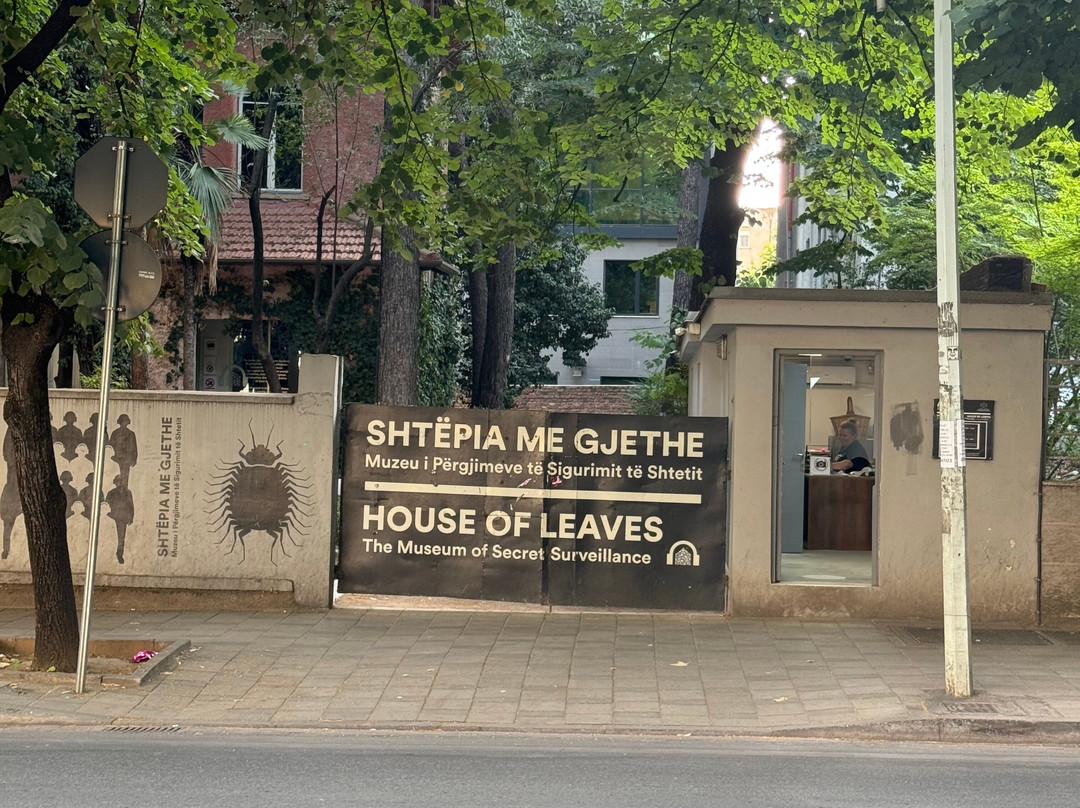 SHTËPIA ME GJETHE
Muzeu i Përgjimeve të Sigurimit të Shtetit
SHTËPIA ME GJETHE
Muzeu i Përgjimeve të Sigurimit të Shtetit
HOUSE OF LEAVES
The Museum of Secret Surveillance